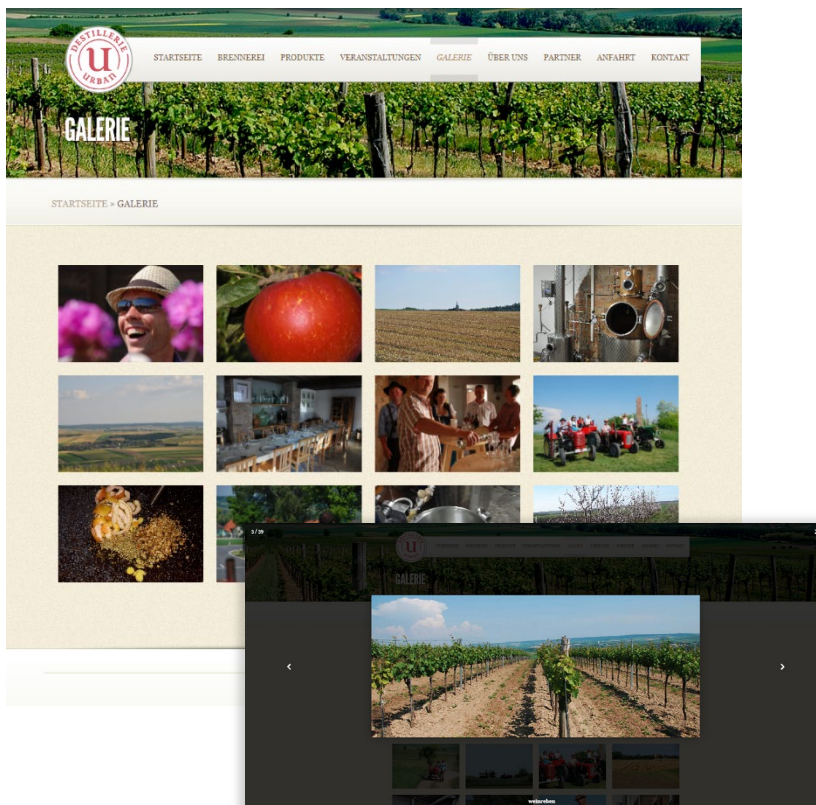 DESTILLERIE
U
URBAN
STARTSEITE BRENNEREI PRODUKTE VERANSTALTUNGEN GALERIE ÜBER UNS PARTNER ANFAHRT KONTAKT
GALERIE
STARTSEITE » GALERIE
3 / 39
U
GALERIE
weinreben